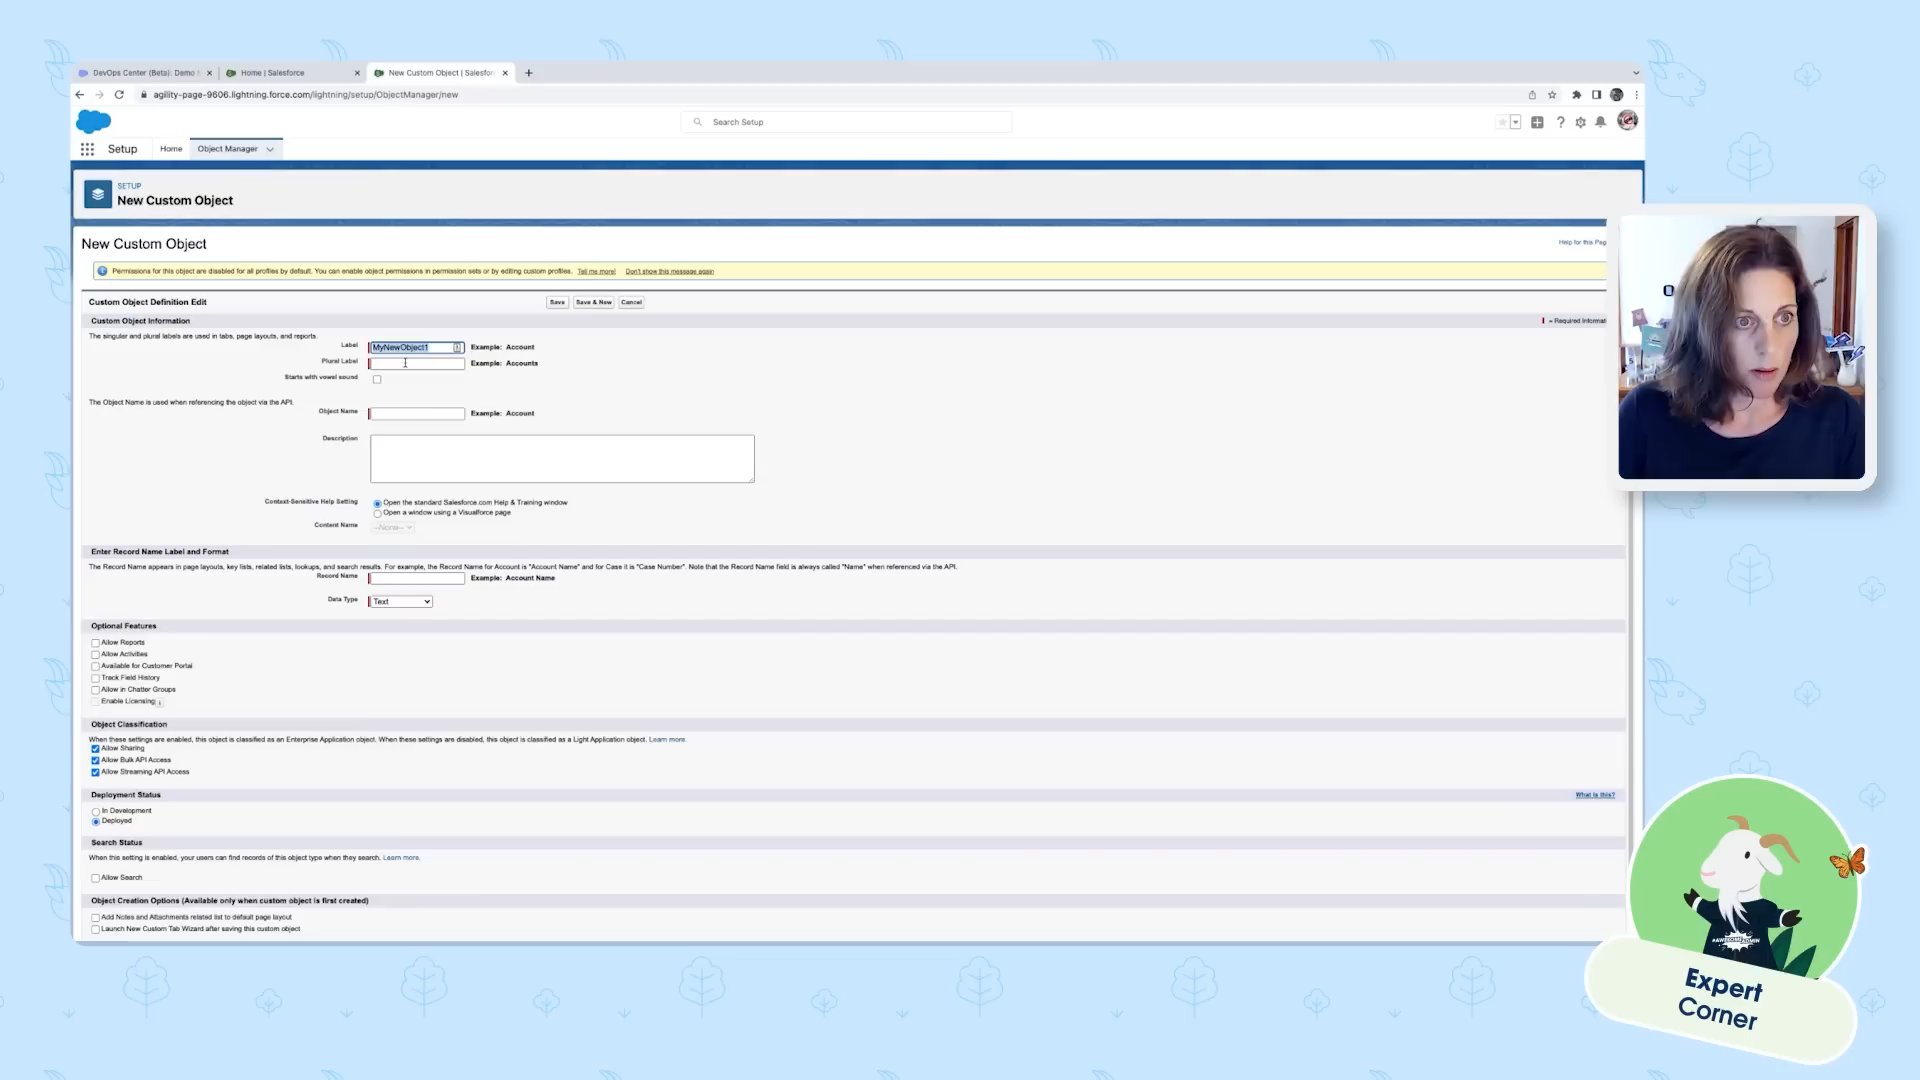 DevOps Center (Beta): Demo
Home | Salesforce
New Custom Object | Salesfor
agility-page-9606.lightning.force.com/lightning/setup/ObjectManager/new
Search Setup
Setup
Home
Object Manager
SETUP
New Custom Object
New Custom Object
Help for this Pag
Permissions for this object are disabled for all profiles by default. You can enable object permissions in permission sets or by editing custom profiles. Tell me more! Don't show this message again
Custom Object Definition Edit
Save
Save & New
Cancel
Custom Object Information
= Required Informat
The singular and plural labels are used in tabs, page layouts, and reports.
Label
MyNewObject1
Example: Account
Plural Label
Example: Accounts
Starts with vowel sound
The Object Name is used when referencing the object via the API.
Object Name
Example: Account
Description
Context-Sensitive Help Setting
Open the standard Salesforce.com Help & Training window
Open a window using a Visualforce page
Content Name
--None--
Enter Record Name Label and Format
The Record Name appears in page layouts, key lists, related lists, lookups, and search results. For example, the Record Name for Account is "Account Name" and for Case it is "Case Number". Note that the Record Name field is always called "Name" when referenced via the API.
Record Name
Example: Account Name
Data Type
Text
Optional Features
Allow Reports
Allow Activities
Available for Customer Portal
Track Field History
Allow in Chatter Groups
Enable Licensing
Object Classification
When these settings are enabled, this object is classified as an Enterprise Application object. When these settings are disabled, this object is classified as a Light Application object. Learn more.
Allow Sharing
Allow Bulk API Access
Allow Streaming API Access
Deployment Status
What is this?
In Development
Deployed
Search Status
When this setting is enabled, your users can find records of this object type when they search. Learn more.
Allow Search
Object Creation Options (Available only when custom object is first created)
Add Notes and Attachments related list to default page layout
Launch New Custom Tab Wizard after saving this custom object
#AWESOMEADMIN
Expert
Corner